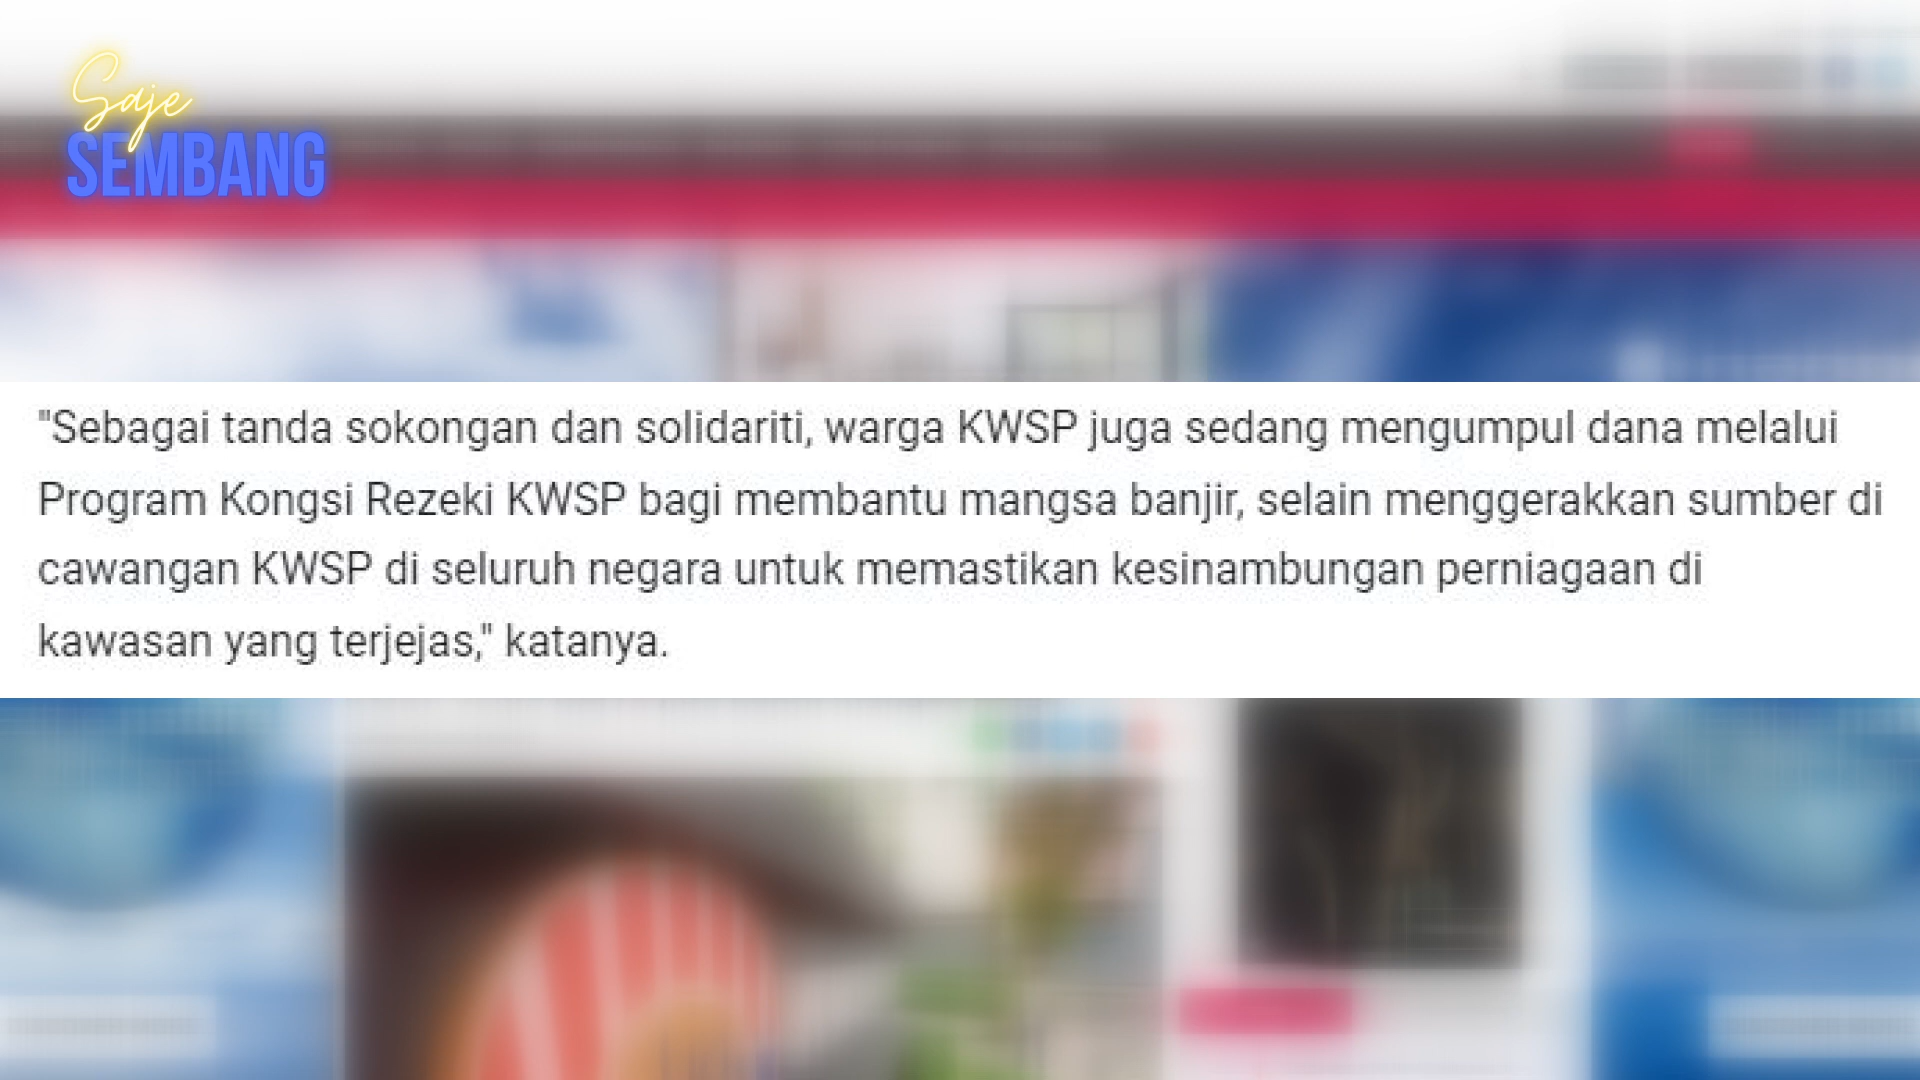 Saje
SEMBANG
"Sebagai tanda sokongan dan solidariti, warga KWSP juga sedang mengumpul dana melalui
Program Kongsi Rezeki KWSP bagi membantu mangsa banjir, selain menggerakkan sumber di
cawangan KWSP di seluruh negara untuk memastikan kesinambungan perniagaan di
kawasan yang terjejas," katanya.